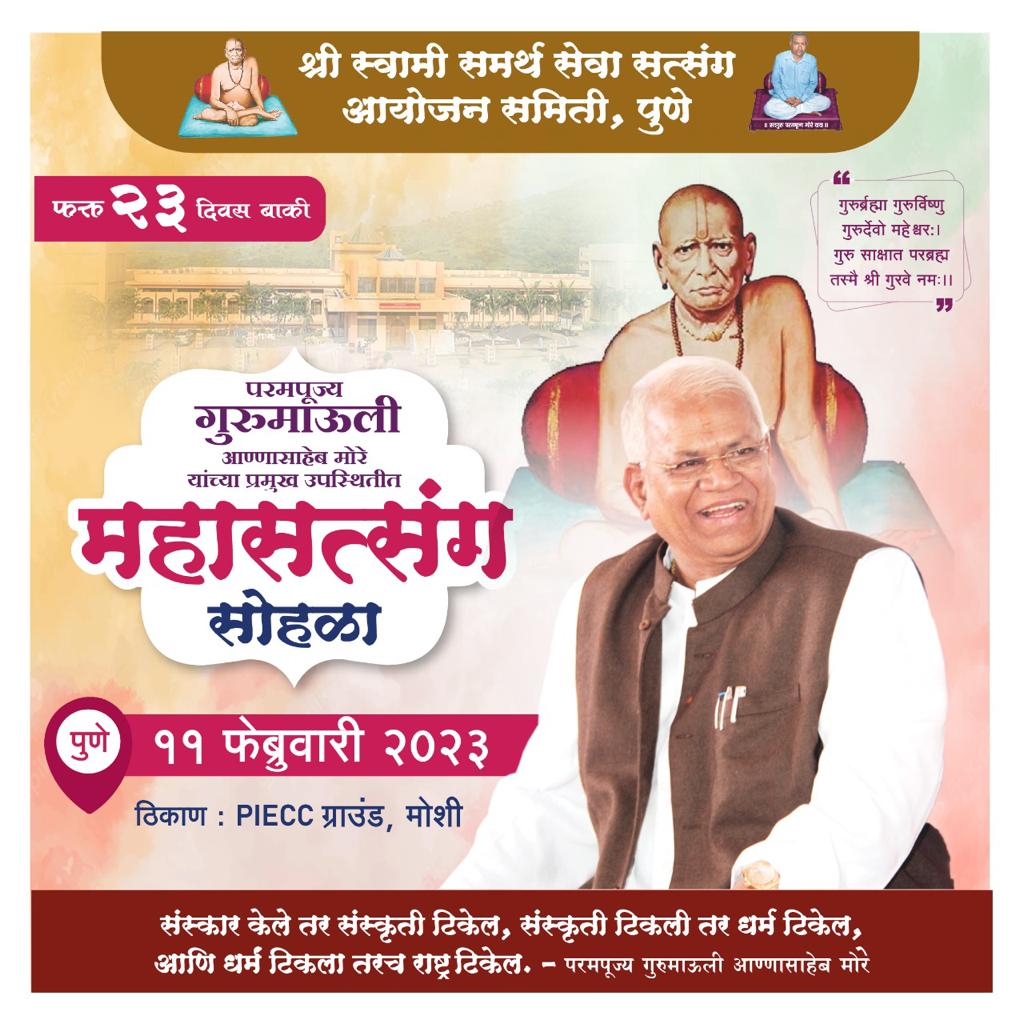 श्री स्वामी समर्थ सेवा सत्संग
आयोजन समिती, पुणे
॥ सद्गुरू परमपूज्य मोरे दादा ॥
फक्त २३ दिवस बाकी
गुरुर्ब्रह्मा गुरुर्विष्णु
गुरुर्देवो महेश्वरः।
गुरु साक्षात परब्रह्म
तस्मै श्री गुरवे नमः।।
परमपूज्य
गुरुमाऊली
आण्णासाहेब मोरे
यांच्या प्रमुख उपस्थितीत
महासत्संग
सोहळा
पुणे
११ फेब्रुवारी २०२३
ठिकाण : PIECC ग्राउंड, मोशी
संस्कार केले तर संस्कृती टिकेल, संस्कृती टिकली तर धर्म टिकेल,
आणि धर्म टिकला तरच राष्ट्र टिकेल. – परमपूज्य गुरुमाऊली आण्णासाहेब मोरे